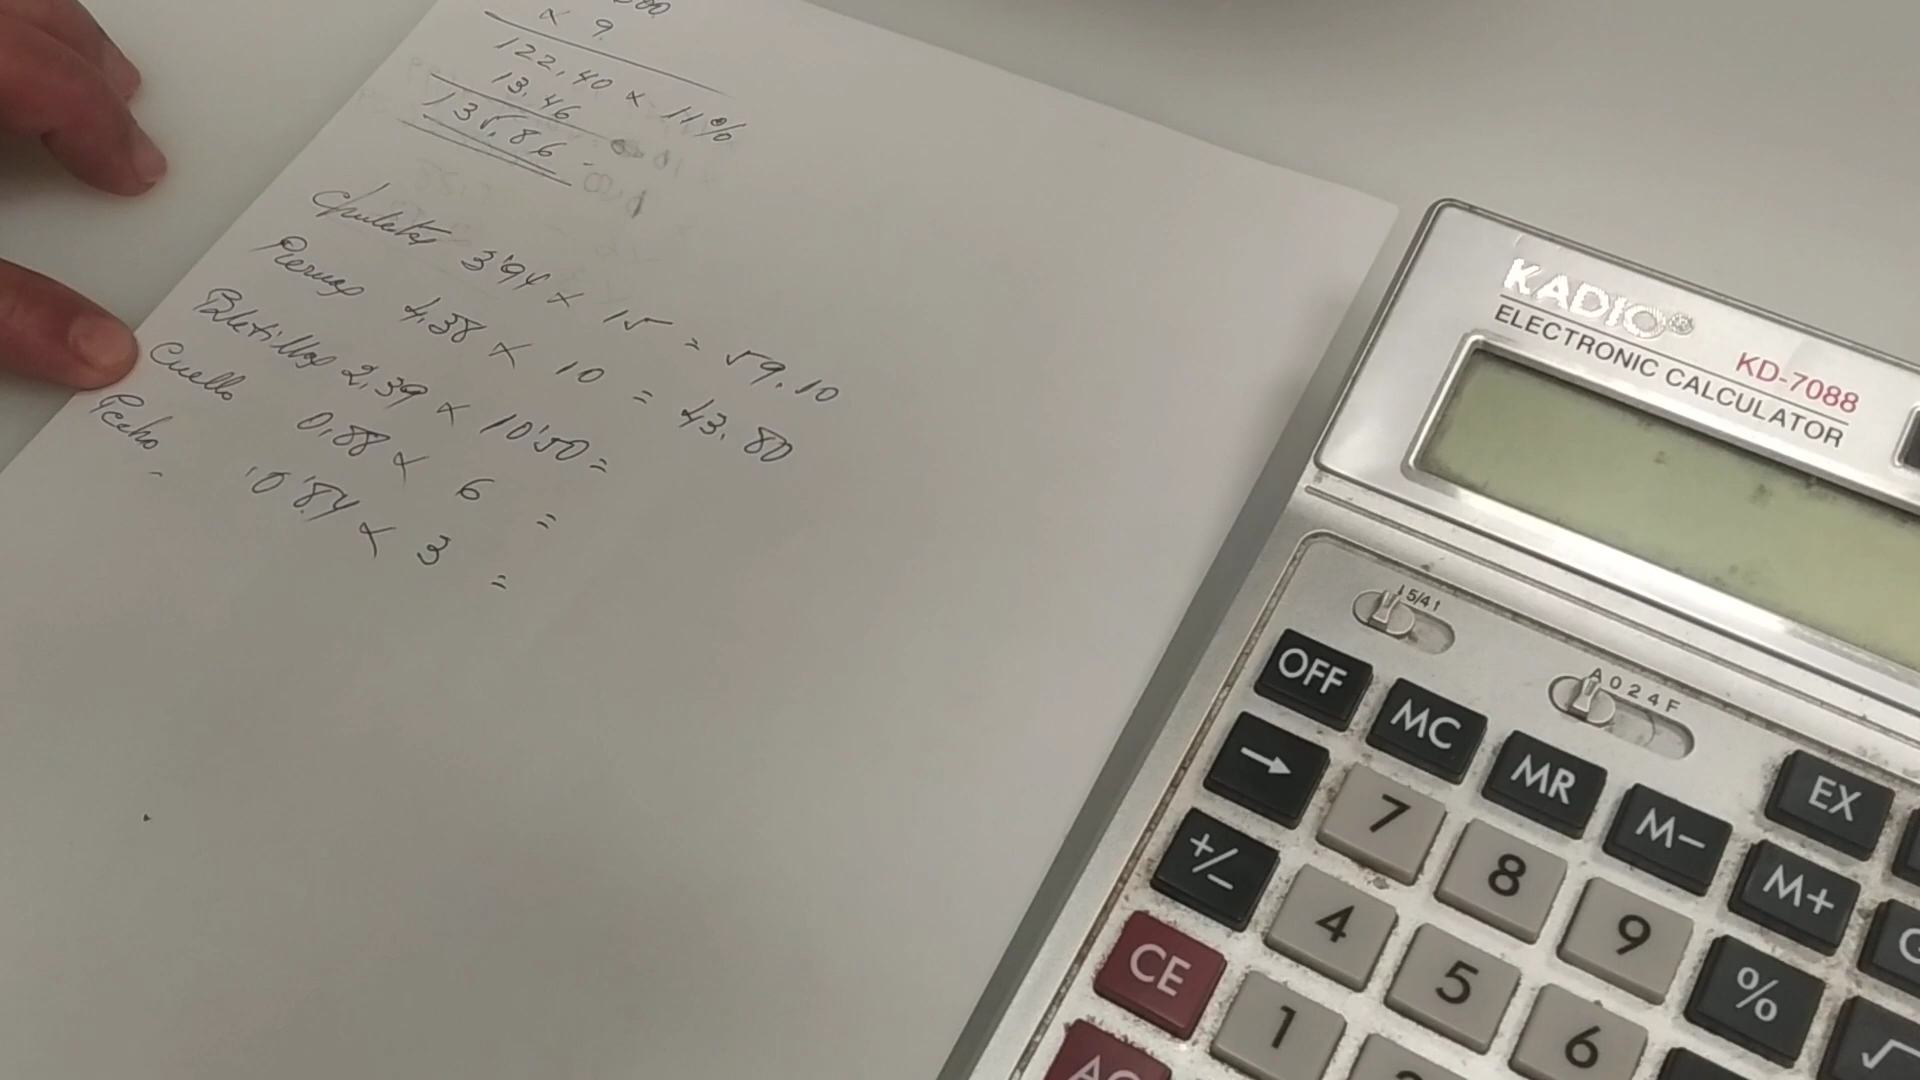 x 9
122,40 x 11%
13,46
135,86
Chuletas 3'94 x 15 = 59,10
Piernas 4,38 x 10 = 43,80
Paletillas 2,39 x 10'50 =
Cuello 0,88 x 6 =
Pecho 0'84 x 3 =
KADIO®
ELECTRONIC CALCULATOR
KD-7088
↓5/4↑
A 0 2 4 F
OFF MC MR M− EX
→ 7 8 9 M+
+/− 4 5 6 %
CE 1 √